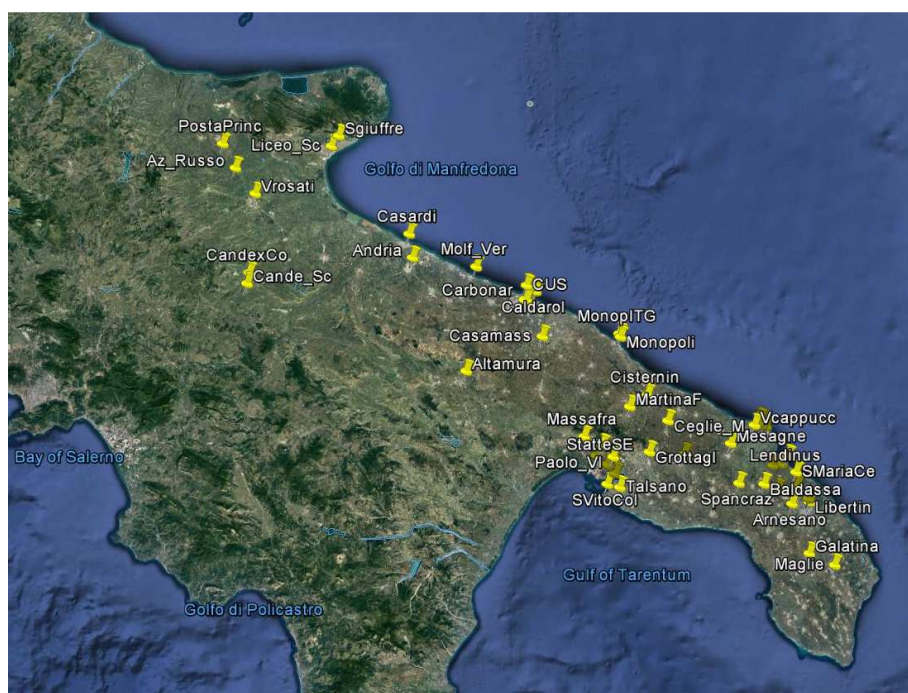 PostaPrinc
Sgiuffre
Liceo_Sc
Az_Russo
Golfo di Manfredona
Vrosati
Casardi
Andria
Molf_Ver
CandexCo
Cande_Sc
Carbonar
CUS
Caldarol
MonopITG
Casamass
Monopoli
Altamura
Cisternin
MartinaF
Massafra
Ceglie_M
Vcappucc
Mesagne
StatteSE
Bay of Salerno
Paolo_VI
Grottagl
Lendinus
SMariaCe
Talsano
Spancraz
Baldassa
SVitoCol
Libertin
Arnesano
Galatina
Maglie
Gulf of Tarentum
Golfo di Policastro